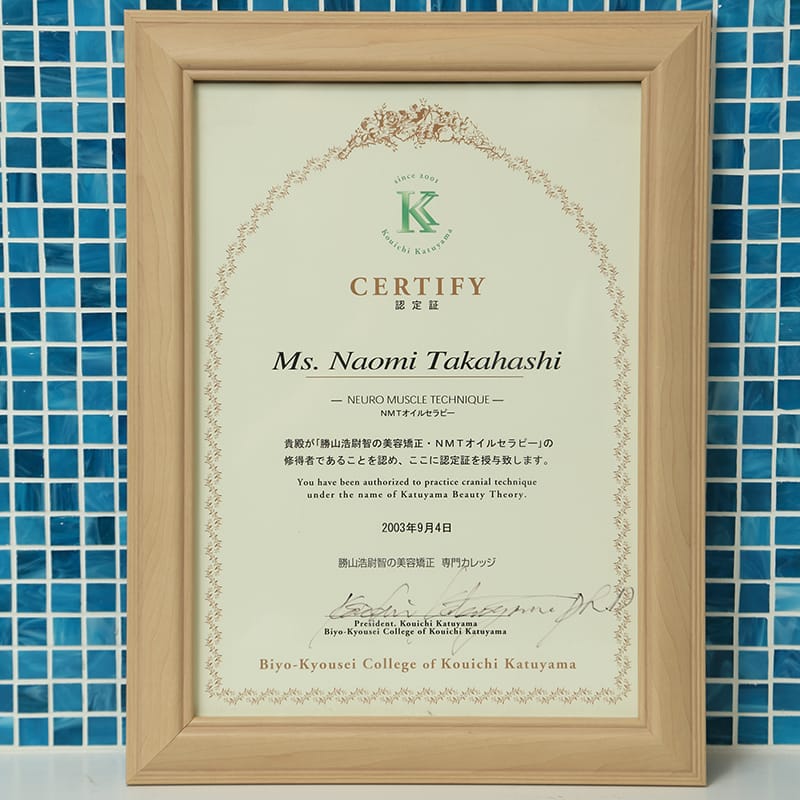 since 2001
K
Kouichi Katuyama
CERTIFY
認定証
Ms. Naomi Takahashi
— NEURO MUSCLE TECHNIQUE —
NMTオイルセラピー
貴殿が「勝山浩尉智の美容矯正・NMTオイルセラピー」の
修得者であることを認め、ここに認定証を授与致します。
You have been authorized to practice cranial technique
under the name of Katuyama Beauty Theory.
2003年9月4日
勝山浩尉智の美容矯正 専門カレッジ
President. Kouichi Katuyama
Biyo-Kyousei College of Kouichi Katuyama
Biyo-Kyousei College of Kouichi Katuyama